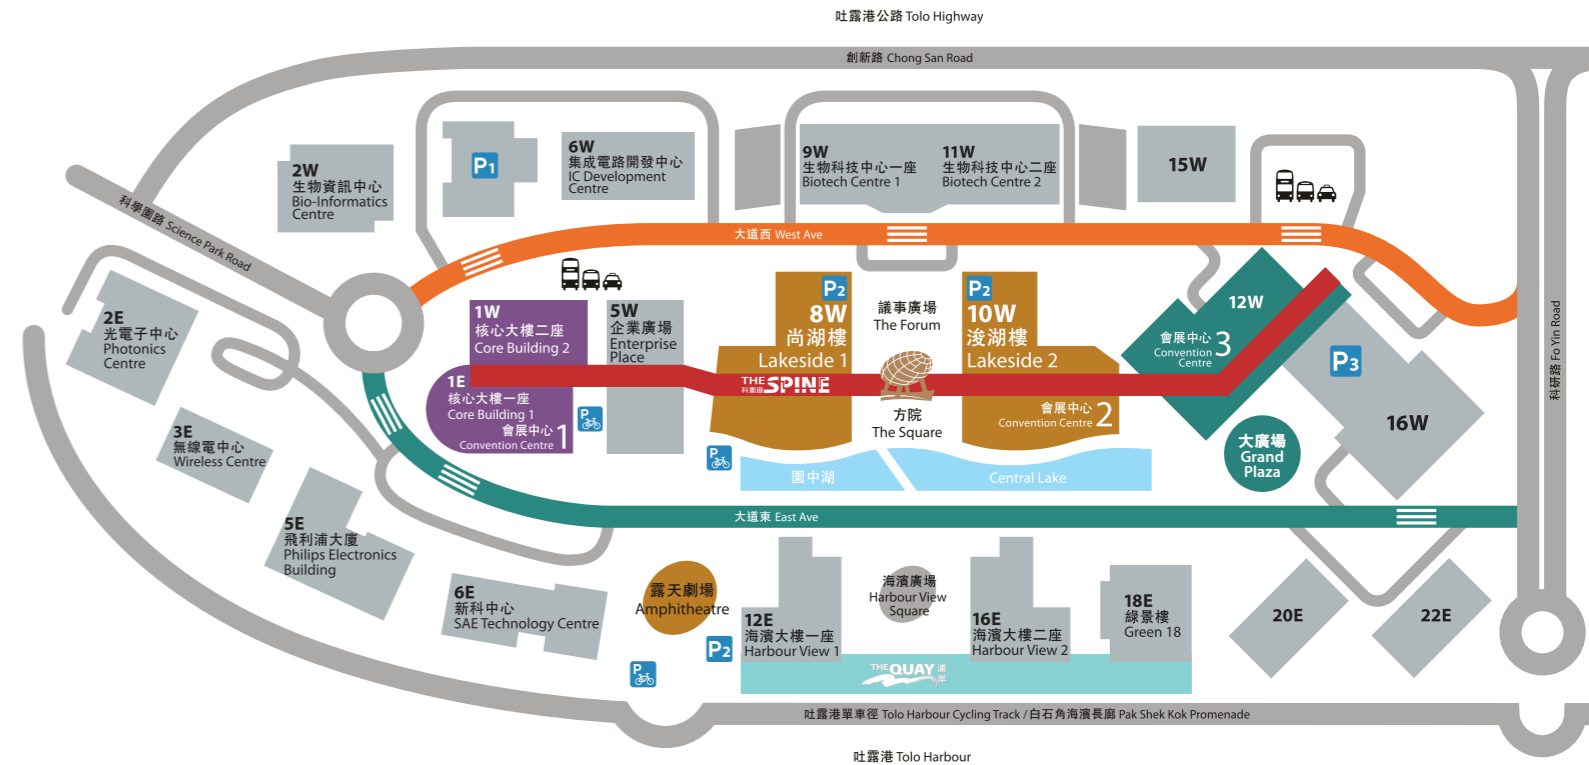 吐露港公路 Tolo Highway
創新路 Chong San Road
科學園路 Science Park Road
2W
生物資訊中心
Bio-Informatics
Centre
P1
6W
集成電路開發中心
IC Development
Centre
9W
生物科技中心一座
Biotech Centre 1
11W
生物科技中心二座
Biotech Centre 2
15W
大道西 West Ave
2E
光電子中心
Photonics
Centre
1W
核心大樓二座
Core Building 2
5W
企業廣場
Enterprise
Place
P2
8W
尚湖樓
Lakeside 1
議事廣場
The Forum
P2
10W
浚湖樓
Lakeside 2
12W
會展中心 3
Convention
Centre
P3
16W
科研路 Fo Yin Road
1E
核心大樓一座
Core Building 1
會展中心 1
Convention Centre
P
THE SPINE
科園廊
方院
The Square
會展中心 2
Convention Centre
大廣場
Grand
Plaza
3E
無線電中心
Wireless Centre
P
園中湖
Central Lake
大道東 East Ave
5E
飛利浦大廈
Philips Electronics
Building
6E
新科中心
SAE Technology Centre
露天劇場
Amphitheatre
P2
P
12E
海濱大樓一座
Harbour View 1
海濱廣場
Harbour View
Square
16E
海濱大樓二座
Harbour View 2
18E
綠景樓
Green 18
20E
22E
THE QUAY 浦岸
吐露港單車徑 Tolo Harbour Cycling Track / 白石角海濱長廊 Pak Shek Kok Promenade
吐露港 Tolo Harbour